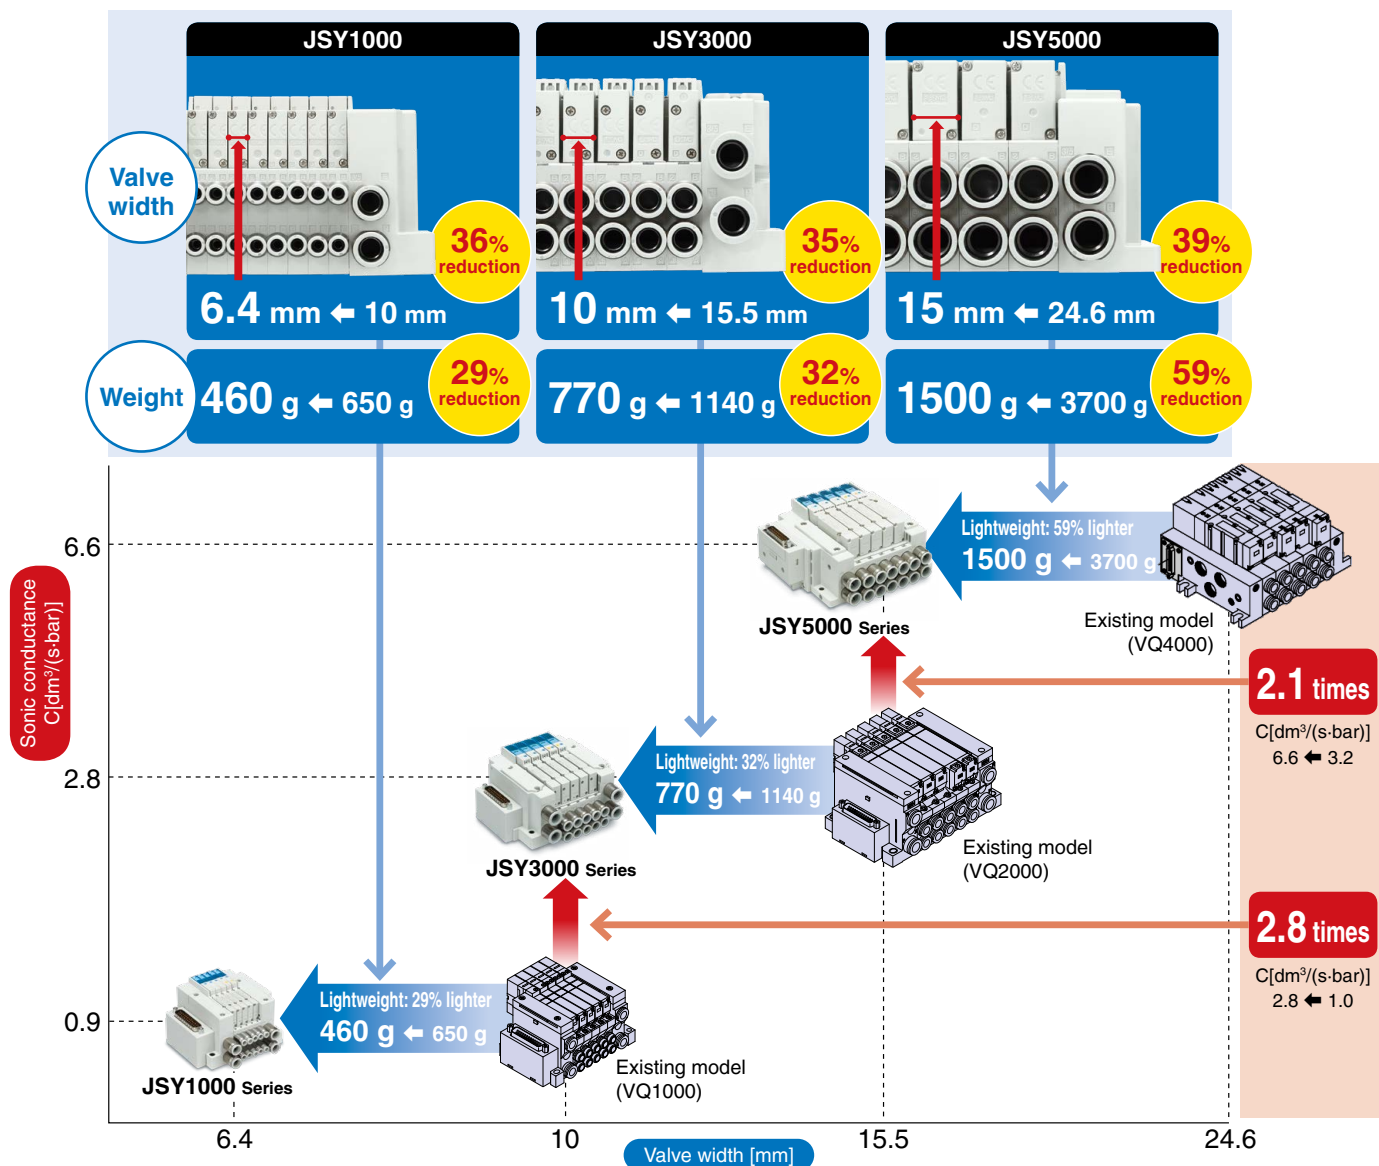 JSY1000
JSY3000
JSY5000
Valve
width
36%
reduction
35%
reduction
39%
reduction
6.4 mm ← 10 mm
10 mm ← 15.5 mm
15 mm ← 24.6 mm
Weight
29%
reduction
32%
reduction
59%
reduction
460 g ← 650 g
770 g ← 1140 g
1500 g ← 3700 g
Sonic conductance
C[dm³/(s·bar)]
6.6
2.8
0.9
Lightweight: 59% lighter
1500 g ← 3700 g
JSY5000 Series
Existing model
(VQ4000)
2.1 times
C[dm³/(s·bar)]
6.6 ← 3.2
Lightweight: 32% lighter
770 g ← 1140 g
JSY3000 Series
Existing model
(VQ2000)
2.8 times
C[dm³/(s·bar)]
2.8 ← 1.0
Lightweight: 29% lighter
460 g ← 650 g
JSY1000 Series
Existing model
(VQ1000)
6.4
10
15.5
24.6
Valve width [mm]